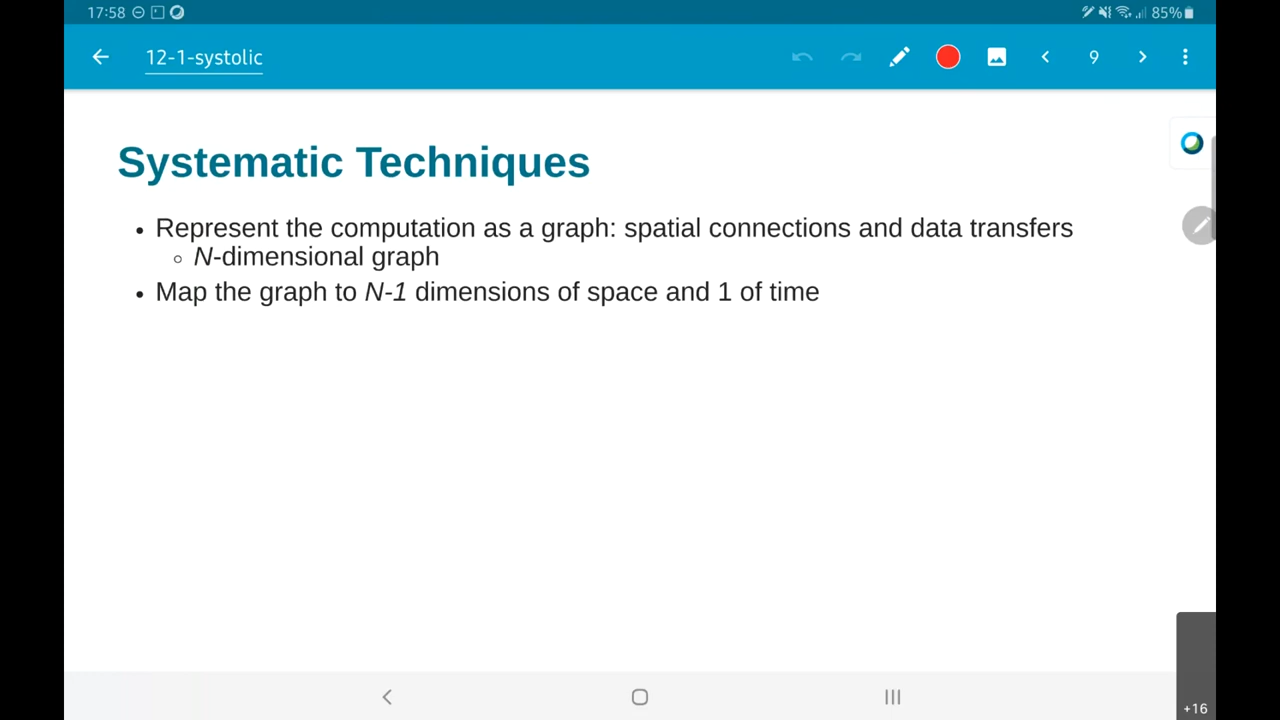 17:58 85%
12-1-systolic 9
Systematic Techniques
• Represent the computation as a graph: spatial connections and data transfers
○ N-dimensional graph
• Map the graph to N-1 dimensions of space and 1 of time
+16